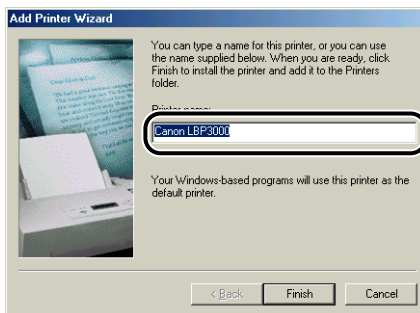 Add Printer Wizard
You can type a name for this printer, or you can use
the name supplied below. When you are ready, click
Finish to install the printer and add it to the Printers
folder.
Printer name:
Canon LBP3000
Your Windows-based programs will use this printer as the
default printer.
< Back
Finish
Cancel